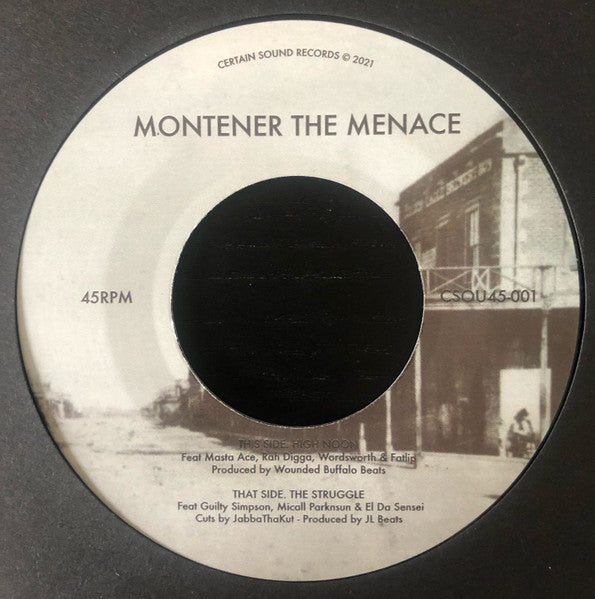 CERTAIN SOUND RECORDS © 2021
MONTENER THE MENACE
45RPM
CSOU45-001
THIS SIDE. HIGH NOON
Feat Masta Ace, Rah Digga, Wordsworth & Fatlip
Produced by Wounded Buffalo Beats
THAT SIDE. THE STRUGGLE
Feat Guilty Simpson, Micall Parknsun & El Da Sensei
Cuts by JabbaThaKut - Produced by JL Beats